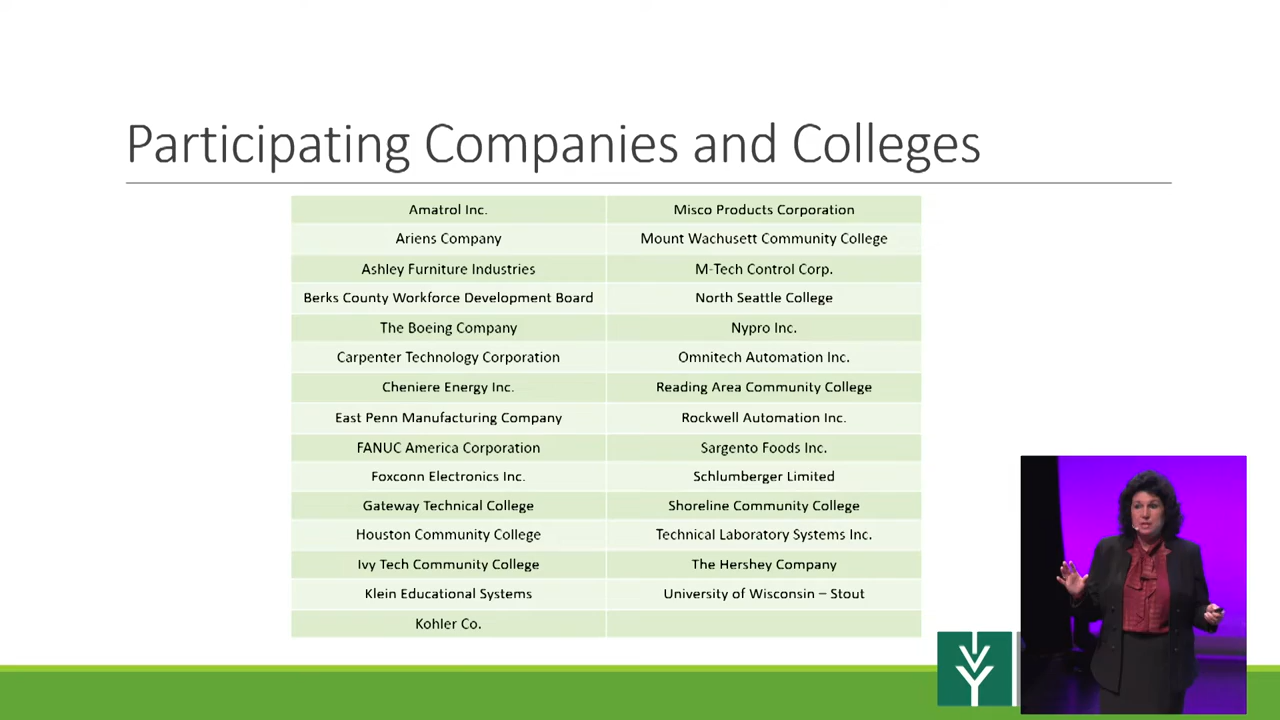 Participating Companies and Colleges
Amatrol Inc.
Misco Products Corporation
Ariens Company
Mount Wachusett Community College
Ashley Furniture Industries
M-Tech Control Corp.
Berks County Workforce Development Board
North Seattle College
The Boeing Company
Nypro Inc.
Carpenter Technology Corporation
Omnitech Automation Inc.
Cheniere Energy Inc.
Reading Area Community College
East Penn Manufacturing Company
Rockwell Automation Inc.
FANUC America Corporation
Sargento Foods Inc.
Foxconn Electronics Inc.
Schlumberger Limited
Gateway Technical College
Shoreline Community College
Houston Community College
Technical Laboratory Systems Inc.
Ivy Tech Community College
The Hershey Company
Klein Educational Systems
University of Wisconsin – Stout
Kohler Co.